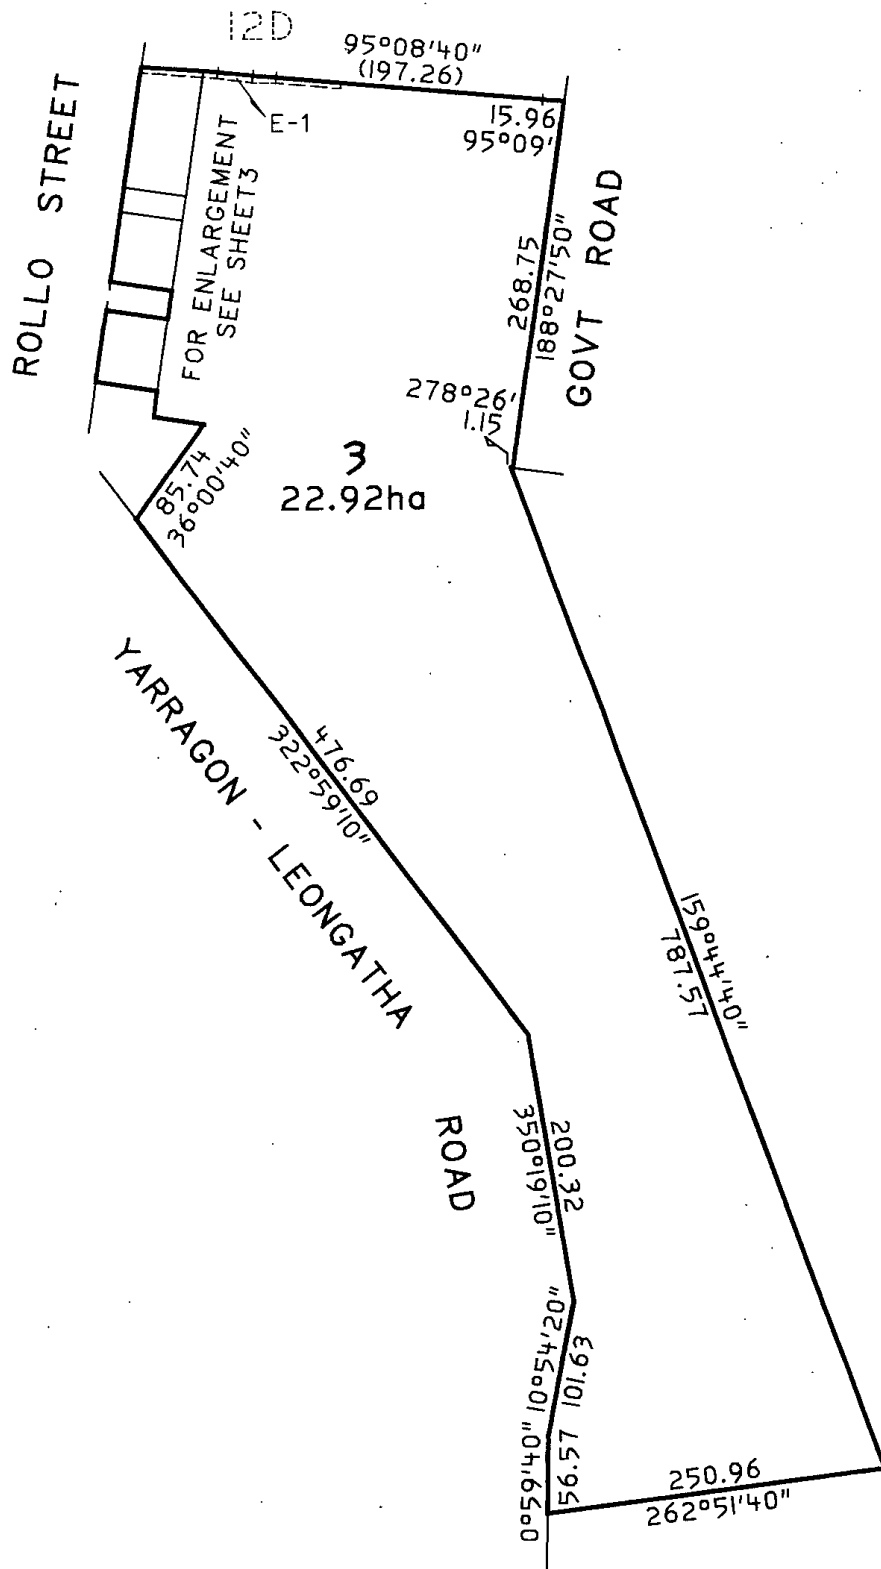 12D
95°08'40"
(197.26)
E-1
15.96
95°09'
ROLLO STREET
FOR ENLARGEMENT
SEE SHEET3
268.75
188°27'50"
GOVT ROAD
278°26'
1.15
3
22.92ha
85.74
36°00'40"
476.69
322°59'10"
YARRAGON - LEONGATHA
ROAD
159°44'40"
787.57
200.32
350°19'10"
10°54'20"
101.63
0°59'40"
56.57
250.96
262°51'40"